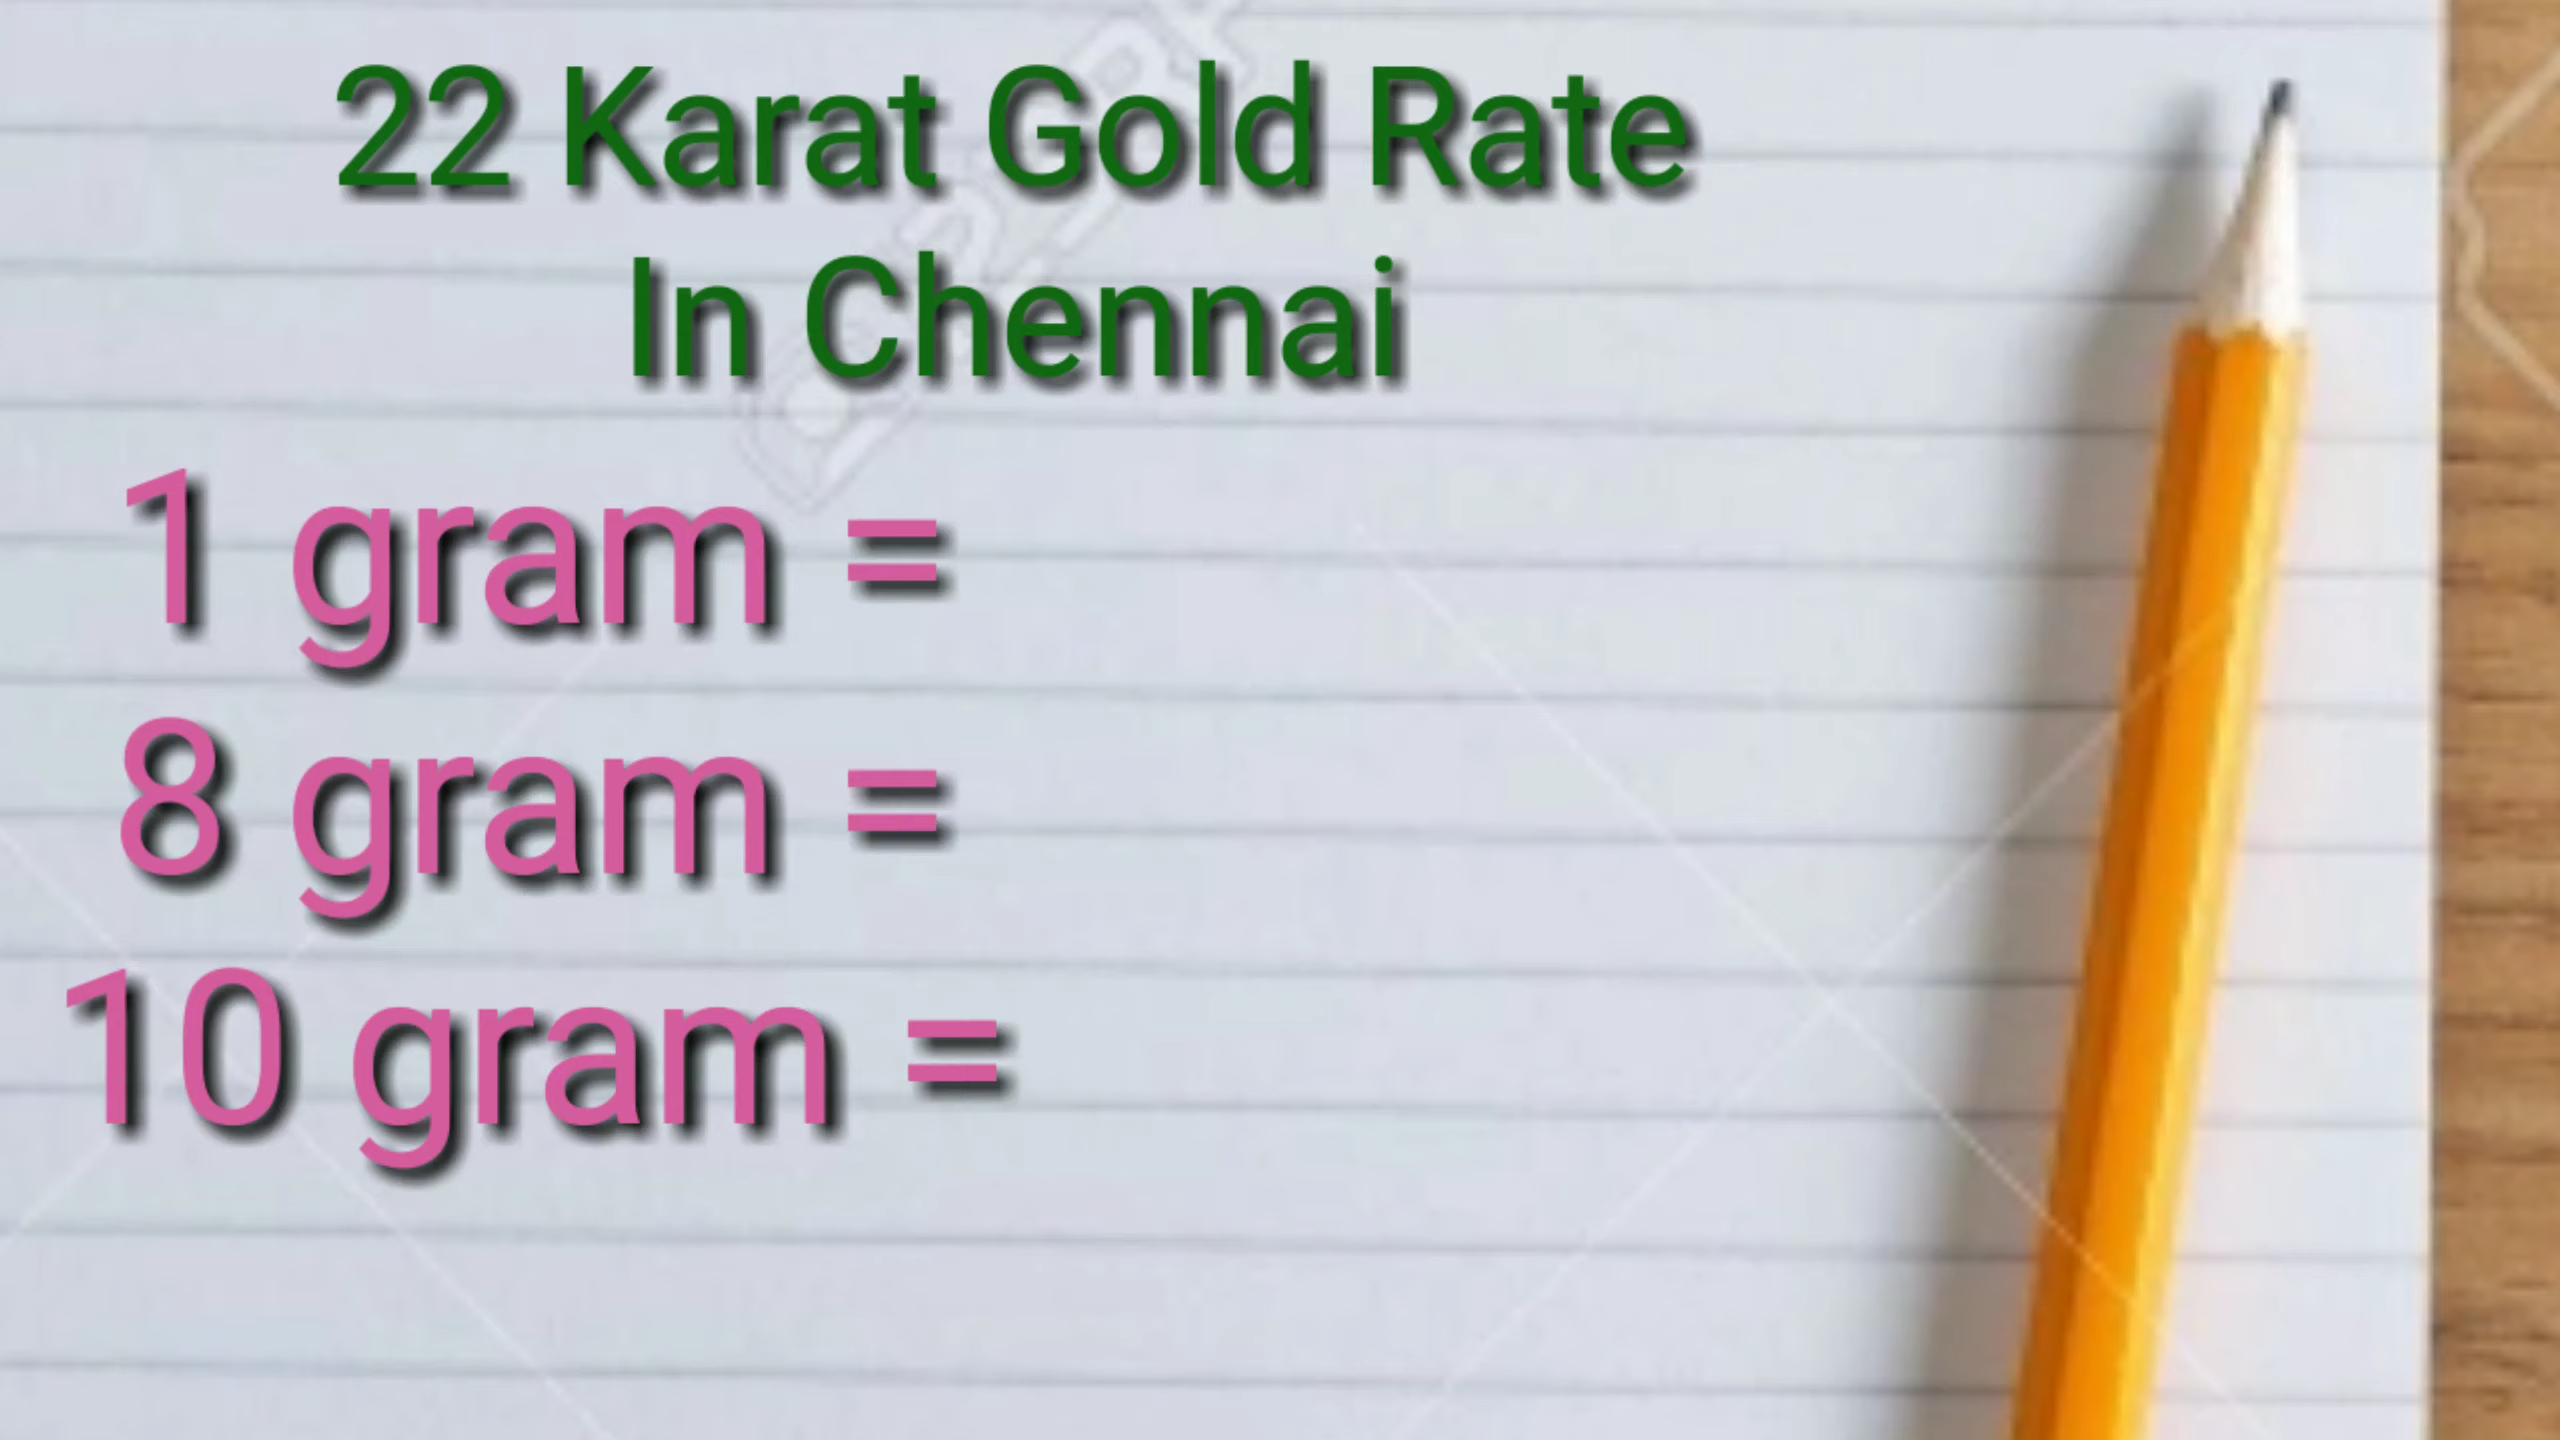 22 Karat Gold Rate
In Chennai
1 gram =
8 gram =
10 gram =